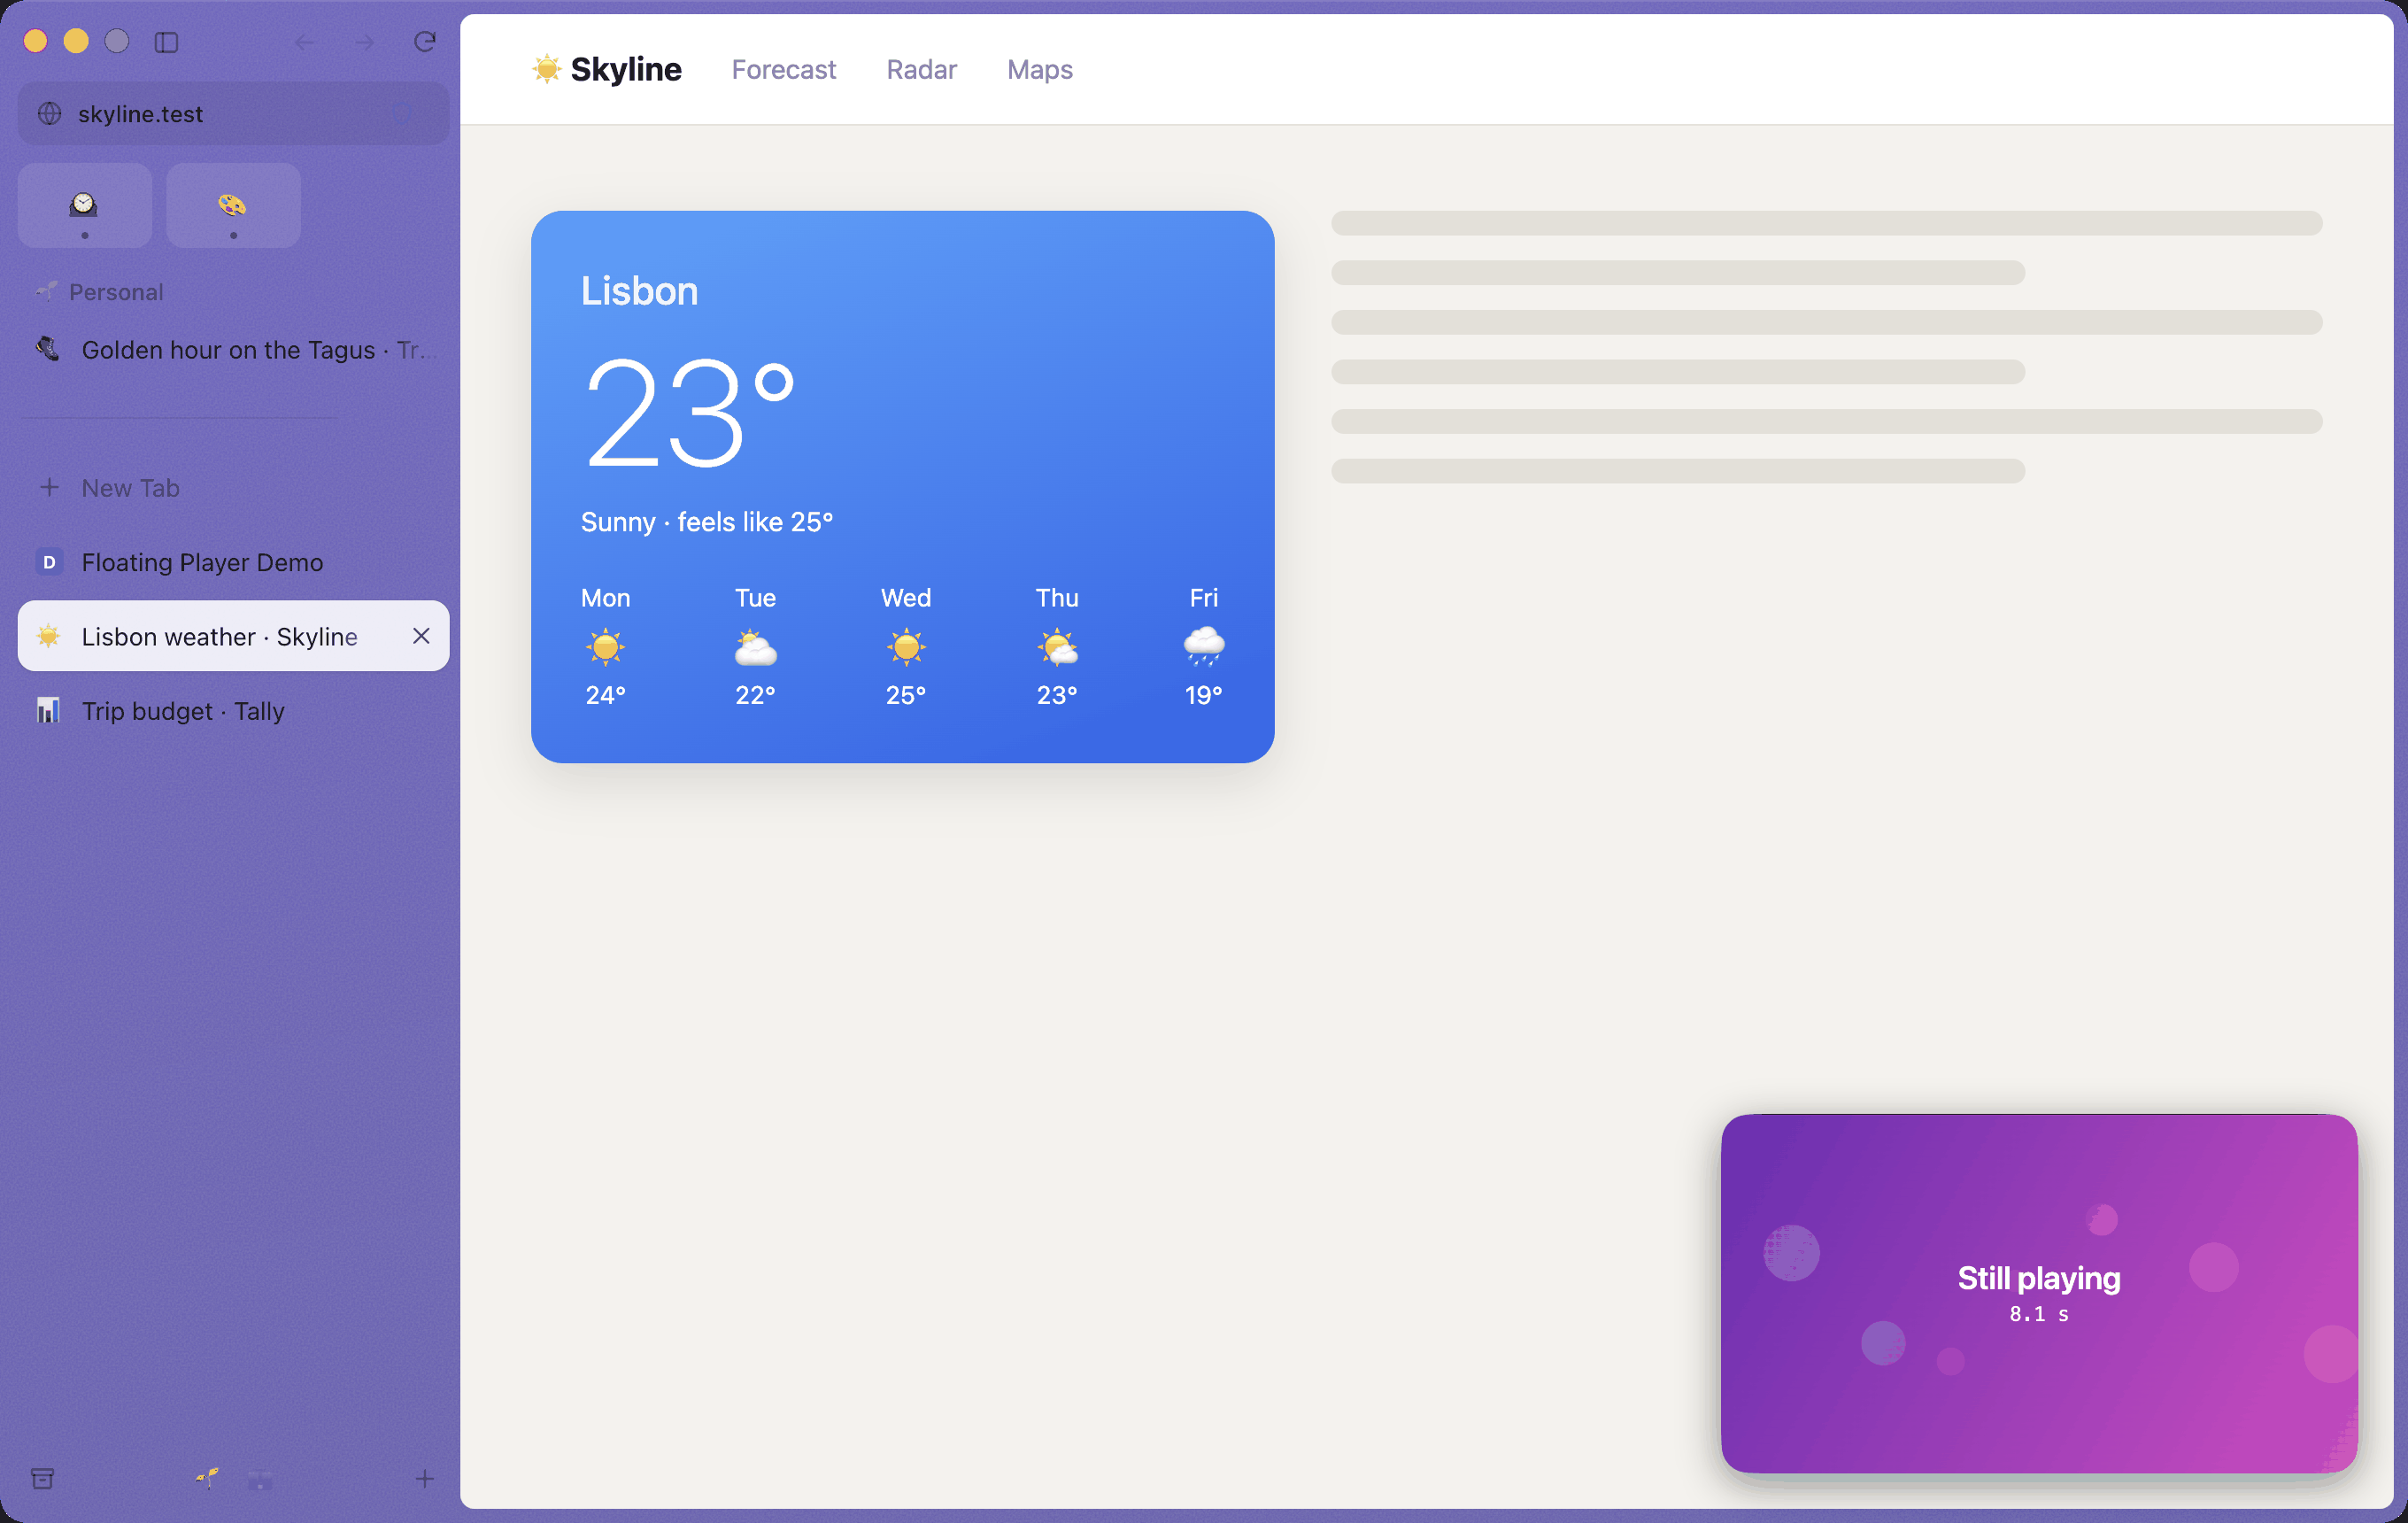 skyline.test
Personal
Golden hour on the Tagus · Tr...
New Tab
D Floating Player Demo
Lisbon weather · Skyline
Trip budget · Tally
Skyline Forecast Radar Maps
Lisbon
23°
Sunny · feels like 25°
Mon Tue Wed Thu Fri
24° 22° 25° 23° 19°
Still playing
8.1 s